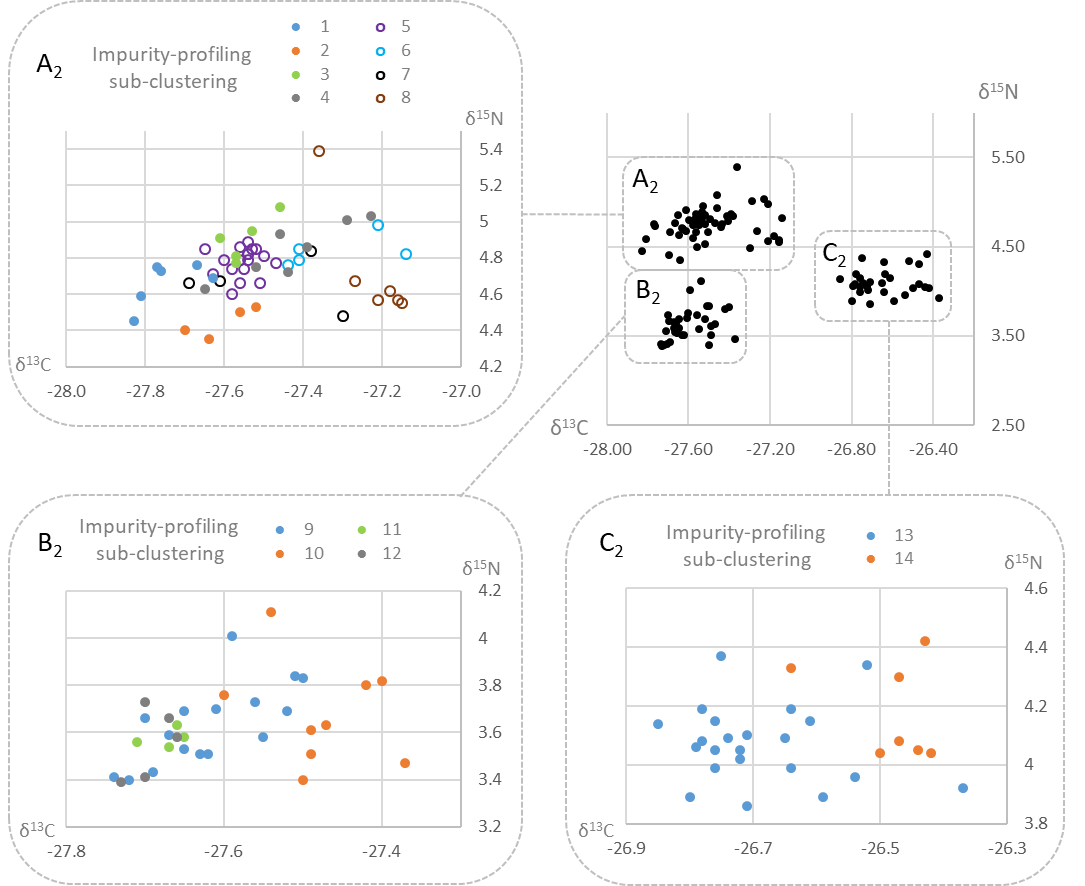 A₂
Impurity-profiling
sub-clustering
1
2
3
4
5
6
7
8
δ¹⁵N
5.4
5.2
5
4.8
4.6
4.4
4.2
δ¹³C
-28.0
-27.8
-27.6
-27.4
-27.2
-27.0
δ¹⁵N
5.50
4.50
3.50
2.50
A₂
B₂
C₂
δ¹³C
-28.00
-27.60
-27.20
-26.80
-26.40
B₂
Impurity-profiling
sub-clustering
9
10
11
12
δ¹⁵N
4.2
4
3.8
3.6
3.4
3.2
δ¹³C
-27.8
-27.6
-27.4
C₂
Impurity-profiling
sub-clustering
13
14
δ¹⁵N
4.6
4.4
4.2
4
3.8
δ¹³C
-26.9
-26.7
-26.5
-26.3